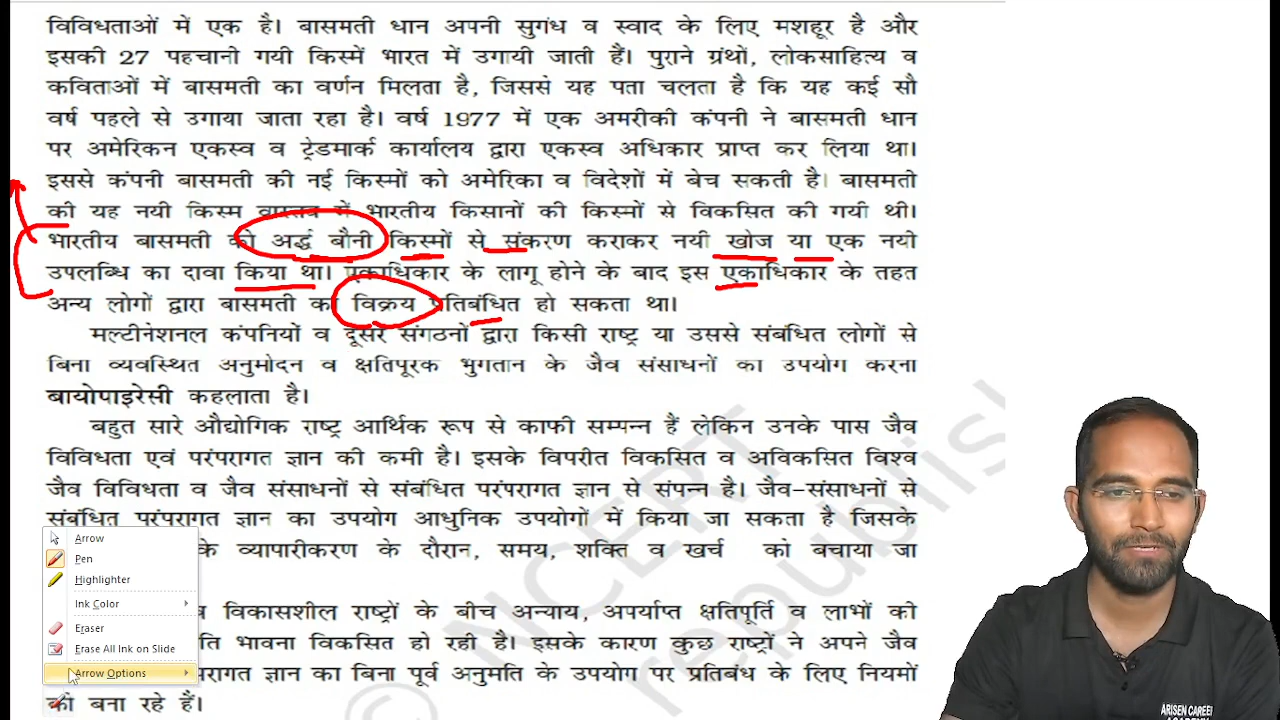 विविधताओं में एक है। बासमती धान अपनी सुगंध व स्वाद के लिए मशहूर है और
इसकी 27 पहचानी गयी किस्में भारत में उगायी जाती हैं। पुराने ग्रंथों, लोकसाहित्य व
कविताओं में बासमती का वर्णन मिलता है, जिससे यह पता चलता है कि यह कई सौ
वर्ष पहले से उगाया जाता रहा है। वर्ष 1977 में एक अमरीकी कंपनी ने बासमती धान
पर अमेरिकन एकस्व व ट्रेडमार्क कार्यालय द्वारा एकस्व अधिकार प्राप्त कर लिया था।
इससे कंपनी बासमती की नई किस्मों को अमेरिका व विदेशों में बेच सकती है। बासमती
की यह नयी किस्म वास्तव में भारतीय किसानों की किस्मों से विकसित की गयी थी।
भारतीय बासमती को अर्द्ध बौनी किस्मों से संकरण कराकर नयी खोज या एक नयी
उपलब्धि का दावा किया था। एकाधिकार के लागू होने के बाद इस एकाधिकार के तहत
अन्य लोगों द्वारा बासमती का विक्रय प्रतिबंधित हो सकता था।
मल्टीनेशनल कंपनियों व दूसरे संगठनों द्वारा किसी राष्ट्र या उससे संबंधित लोगों से
बिना व्यवस्थित अनुमोदन व क्षतिपूरक भुगतान के जैव संसाधनों का उपयोग करना
बायोपाइरेसी कहलाता है।
बहुत सारे औद्योगिक राष्ट्र आर्थिक रूप से काफी सम्पन्न हैं लेकिन उनके पास जैव
विविधता एवं परंपरागत ज्ञान की कमी है। इसके विपरीत विकसित व अविकसित विश्व
जैव विविधता व जैव संसाधनों से संबंधित परंपरागत ज्ञान से संपन्न है। जैव-संसाधनों से
संबंधित परंपरागत ज्ञान का उपयोग आधुनिक उपयोगों में किया जा सकता है जिसके
के व्यापारीकरण के दौरान, समय, शक्ति व खर्च को बचाया जा
व विकासशील राष्ट्रों के बीच अन्याय, अपर्याप्त क्षतिपूर्ति व लाभों को
भावना विकसित हो रही है। इसके कारण कुछ राष्ट्रों ने अपने जैव
ज्ञान का बिना पूर्व अनुमति के उपयोग पर प्रतिबंध के लिए नियमों
को बना रहे हैं।
Arrow
Pen
Highlighter
Ink Color
Eraser
Erase All Ink on Slide
Arrow Options
© NCERT
republis
ARISEN CAREER
ACADEMY